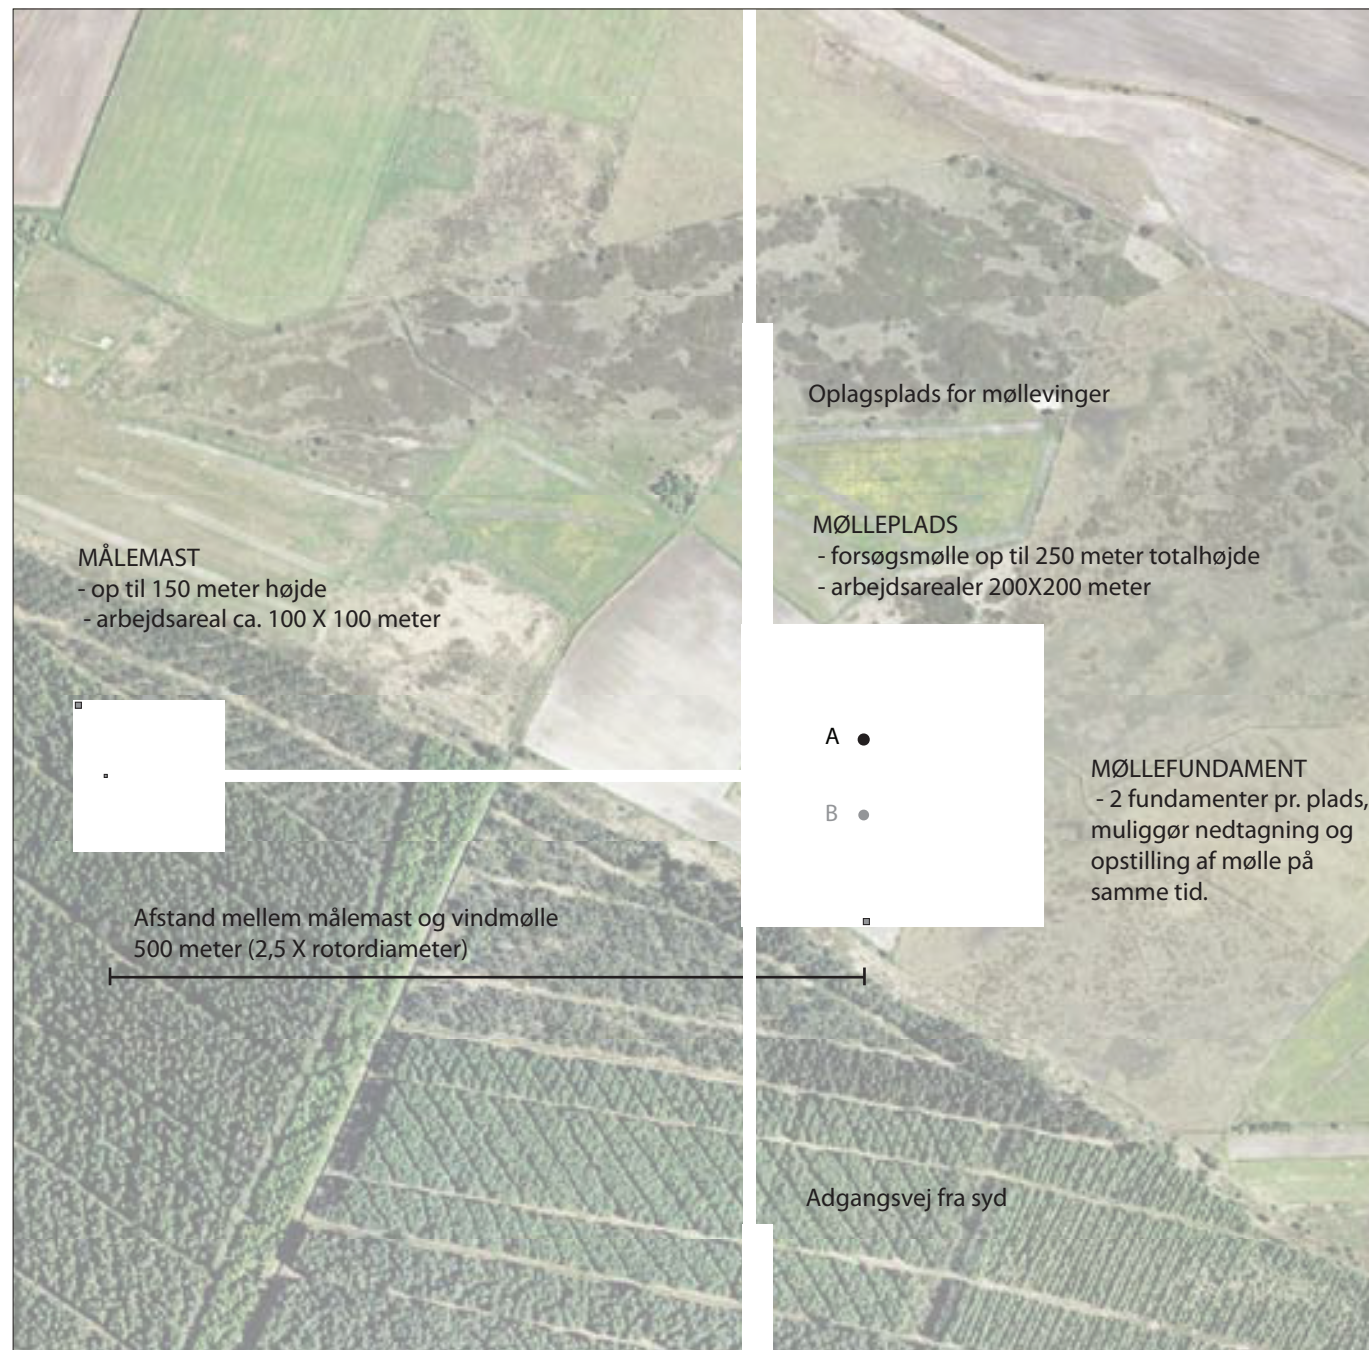 Oplagsplads for møllevinger
MØLLEPLADS
- forsøgsmølle op til 250 meter totalhøjde
- arbejdsarealer 200X200 meter
MÅLEMAST
- op til 150 meter højde
- arbejdsareal ca. 100 X 100 meter
A
B
MØLLEFUNDAMENT
- 2 fundamenter pr. plads,
muliggør nedtagning og
opstilling af mølle på
samme tid.
Afstand mellem målemast og vindmølle
500 meter (2,5 X rotordiameter)
Adgangsvej fra syd